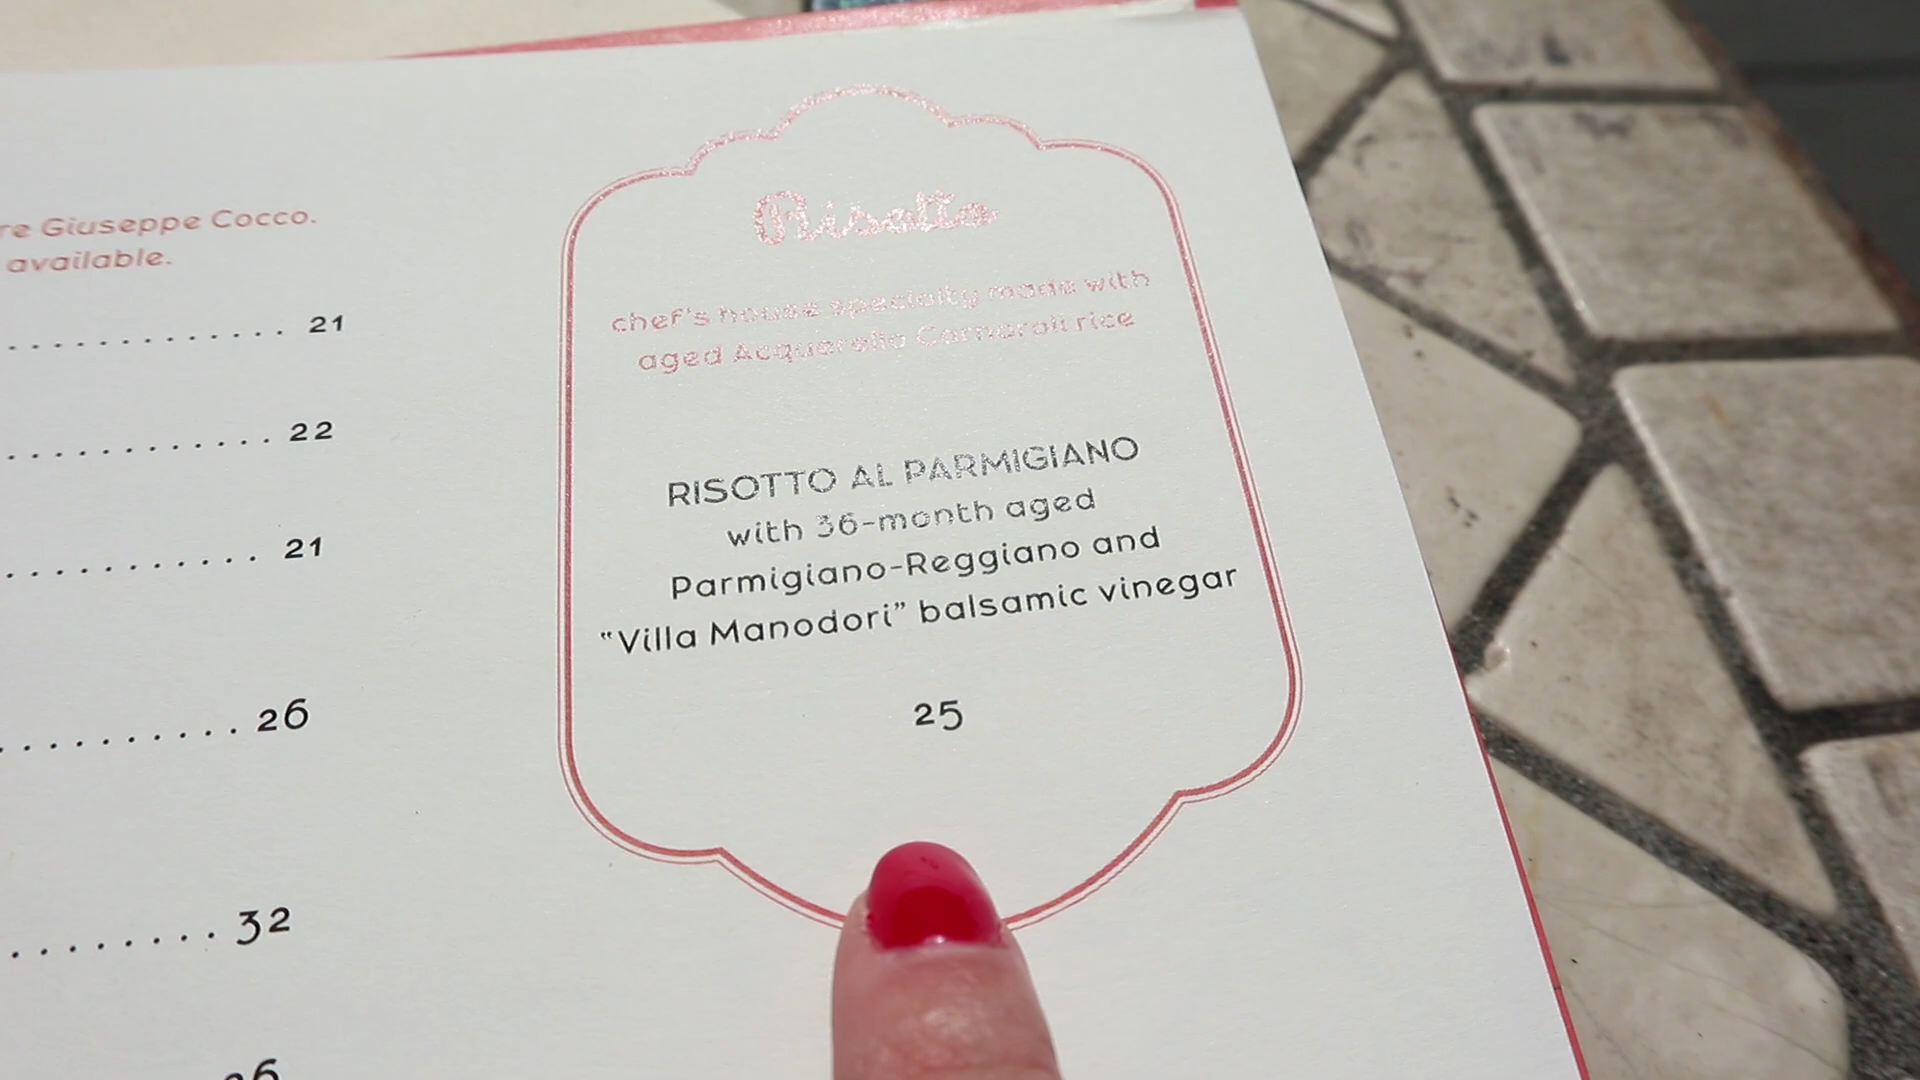 re Giuseppe Cocco.
available.
. . . . . . . . . . . . . . . 21
. . . . . . . . . . . . . . 22
. . . . . . . . . . . . . 21
. . . . . . . . . . . . . 26
. . . . . . . . . . . 32
26
Risotto
chef's house specialty made with
aged Acquerello Carnaroli rice
RISOTTO AL PARMIGIANO
with 36-month aged
Parmigiano-Reggiano and
"Villa Manodori" balsamic vinegar
25